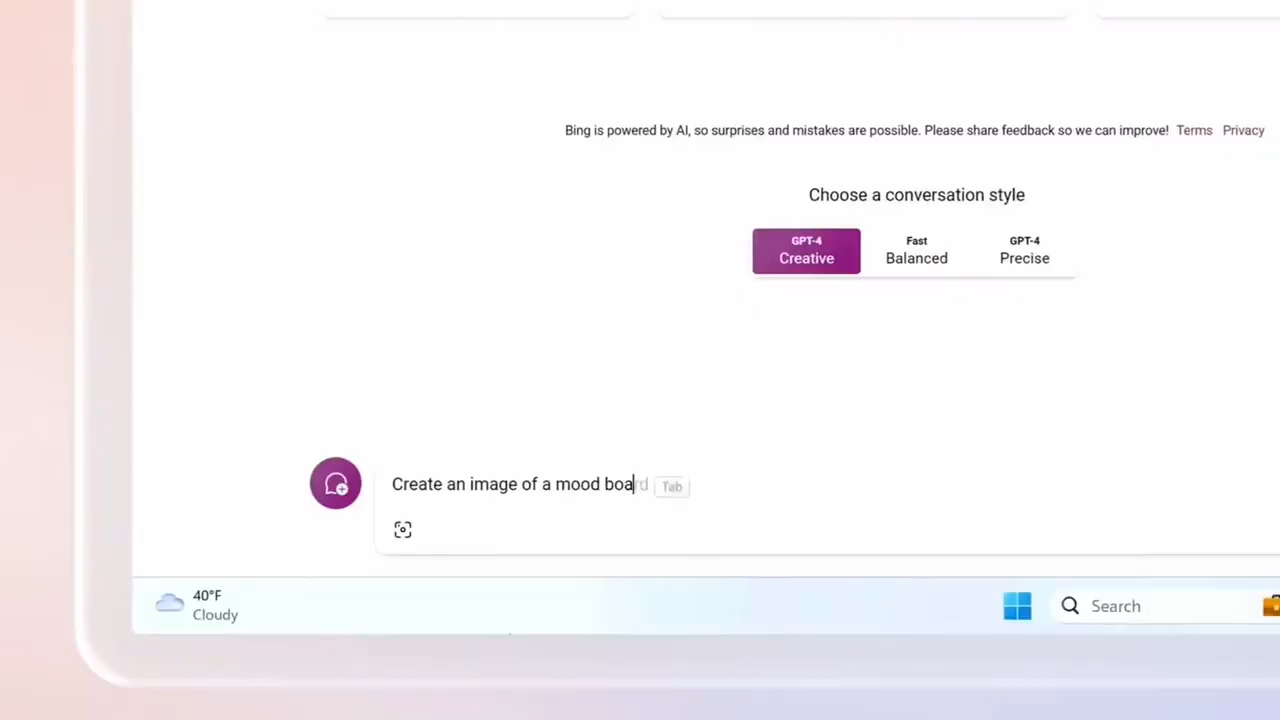 Bing is powered by AI, so surprises and mistakes are possible. Please share feedback so we can improve! Terms Privacy
Choose a conversation style
GPT-4
Creative
Fast
Balanced
GPT-4
Precise
Create an image of a mood board Tab
40°F
Cloudy
Search